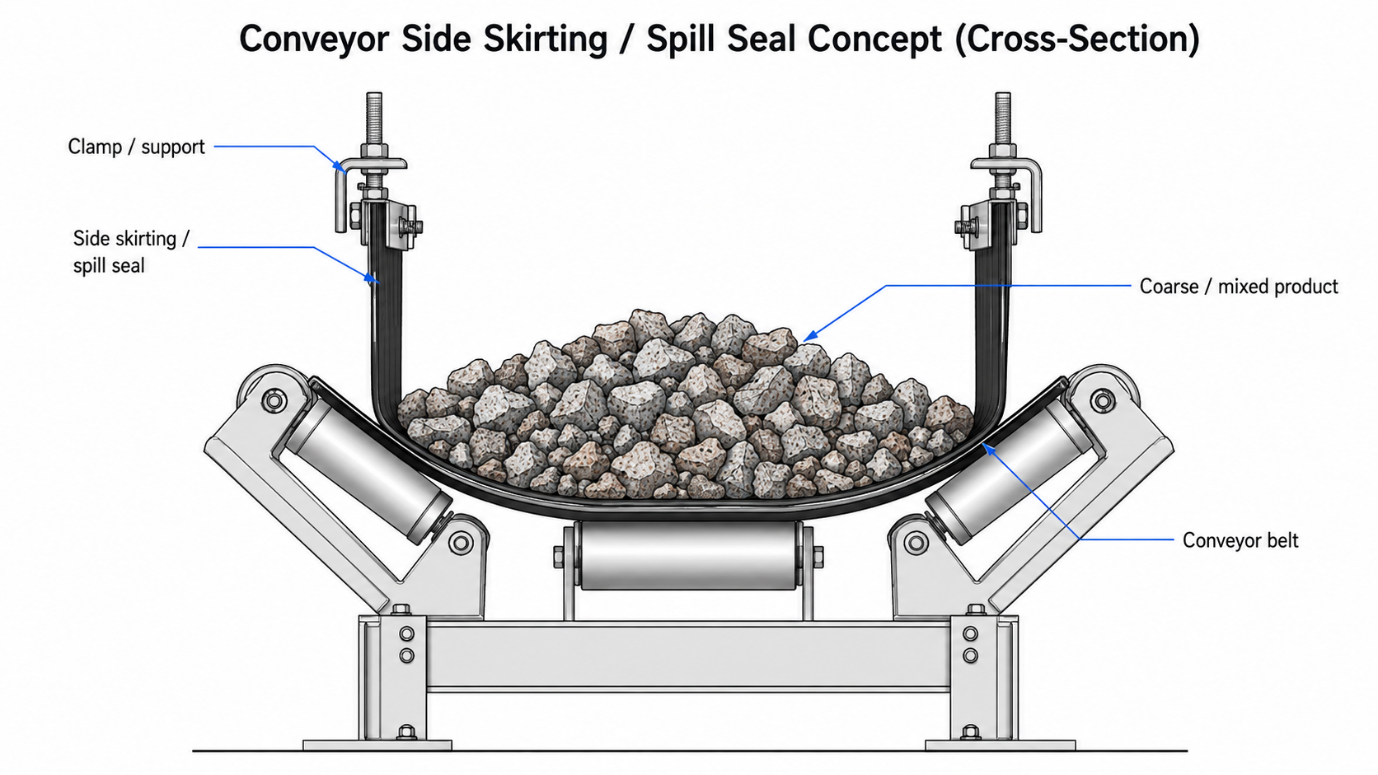 Conveyor Side Skirting / Spill Seal Concept (Cross-Section)
Clamp / support
Side skirting /
spill seal
Coarse / mixed product
Conveyor belt